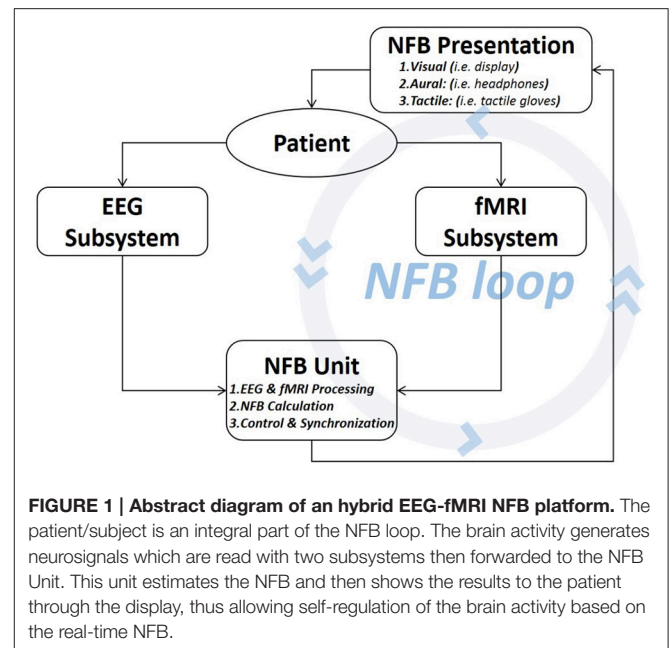 NFB Presentation
1.Visual (i.e. display)
2.Aural: (i.e. headphones)
3.Tactile: (i.e. tactile gloves)
Patient
EEG
Subsystem
fMRI
Subsystem
NFB loop
NFB Unit
1.EEG & fMRI Processing
2.NFB Calculation
3.Control & Synchronization
FIGURE 1 | Abstract diagram of an hybrid EEG-fMRI NFB platform. The
patient/subject is an integral part of the NFB loop. The brain activity generates
neurosignals which are read with two subsystems then forwarded to the NFB
Unit. This unit estimates the NFB and then shows the results to the patient
through the display, thus allowing self-regulation of the brain activity based on
the real-time NFB.